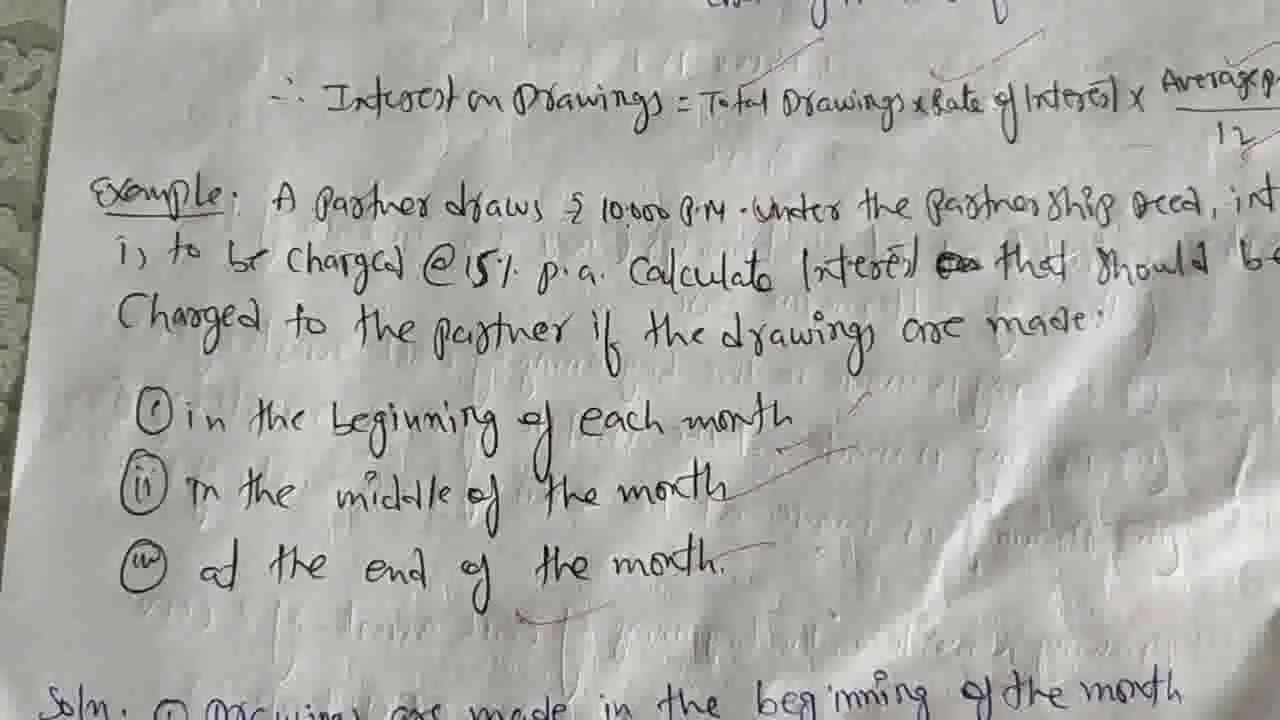 ∴ Interest on Drawings = Total Drawings × Rate of Interest × Average p
12
Example: A Partner draws ₹ 10,000 P.M. under the partnership deed, int
is to be charged @ 15% p.a. Calculate Interest that should be
Charged to the partner if the drawings are made:
(i) in the beginning of each month
(ii) in the middle of the month
(iii) at the end of the month.
Soln. (i) Drawings are made in the beginning of the month